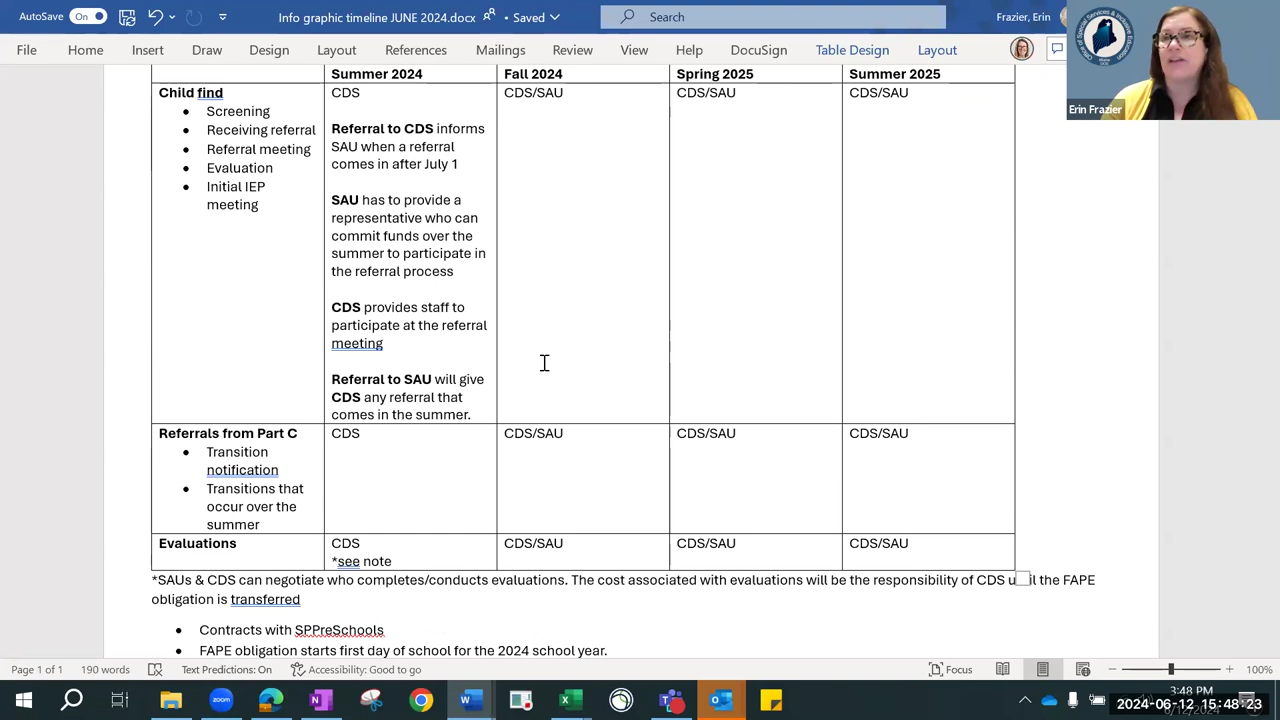 AutoSave On Info graphic timeline JUNE 2024.docx • Saved Search Frazier, Erin
File Home Insert Draw Design Layout References Mailings Review View Help DocuSign Table Design Layout
Erin Frazier
Summer 2024 Fall 2024 Spring 2025 Summer 2025
Child find
• Screening
• Receiving referral
• Referral meeting
• Evaluation
• Initial IEP
meeting
CDS
Referral to CDS informs
SAU when a referral
comes in after July 1
SAU has to provide a
representative who can
commit funds over the
summer to participate in
the referral process
CDS provides staff to
participate at the referral
meeting
Referral to SAU will give
CDS any referral that
comes in the summer.
CDS/SAU
CDS/SAU
CDS/SAU
Referrals from Part C
• Transition
notification
• Transitions that
occur over the
summer
CDS
CDS/SAU
CDS/SAU
CDS/SAU
Evaluations
CDS
*see note
CDS/SAU
CDS/SAU
CDS/SAU
*SAUs & CDS can negotiate who completes/conducts evaluations. The cost associated with evaluations will be the responsibility of CDS the FAPE
obligation is transferred
• Contracts with SPPreSchools
• FAPE obligation starts first day of school for the 2024 school year.
Page 1 of 1 190 words Text Predictions: On Accessibility: Good to go Focus 100%
zoom
3:48 PM
2024-06-12 15:48:23